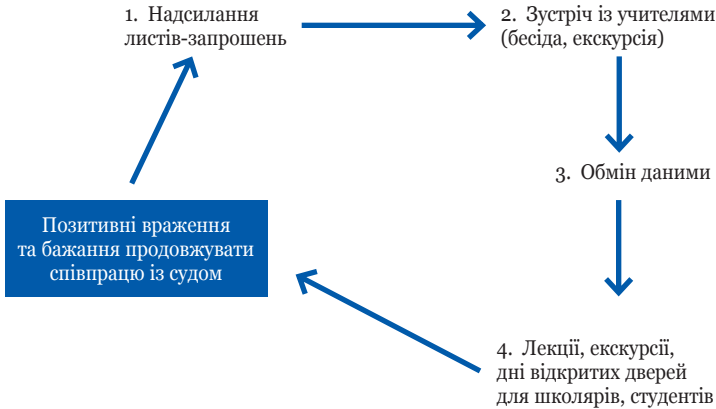 1. Надсилання
листів-запрошень
2. Зустріч із учителями
(бесіда, екскурсія)
3. Обмін даними
4. Лекції, екскурсії,
дні відкритих дверей
для школярів, студентів
Позитивні враження
та бажання продовжувати
співпрацю із судом